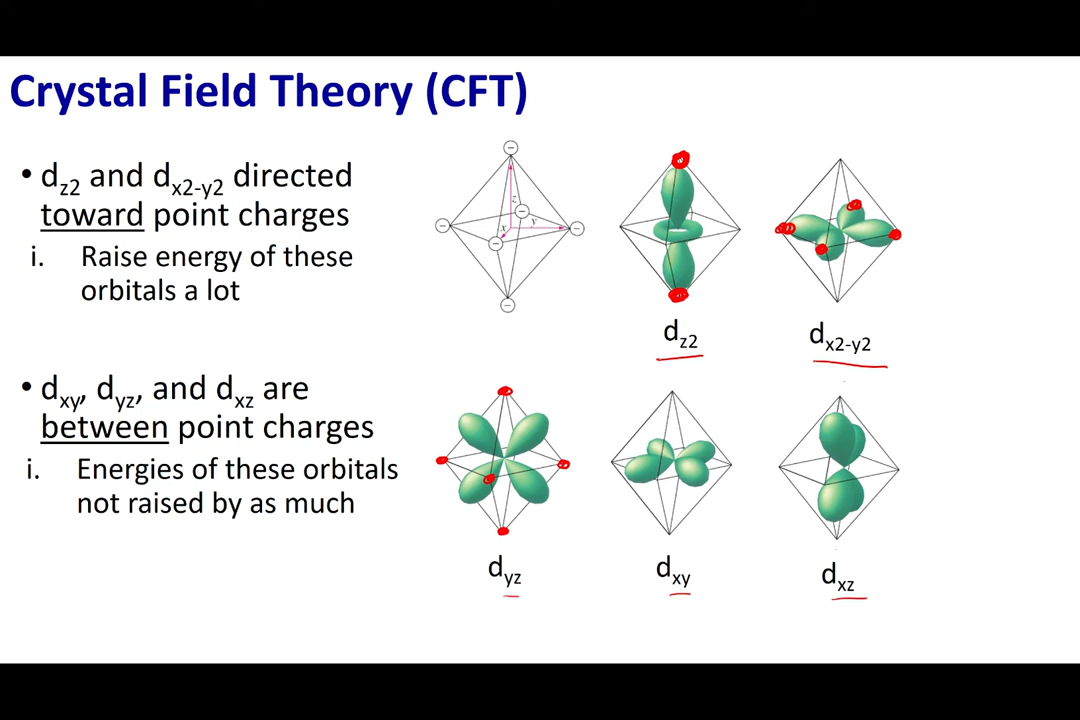 Crystal Field Theory (CFT)
• dz2 and dx2-y2 directed
toward point charges
i. Raise energy of these
orbitals a lot
z
y
x
dz2
dx2-y2
• dxy, dyz, and dxz are
between point charges
i. Energies of these orbitals
not raised by as much
dyz
dxy
dxz